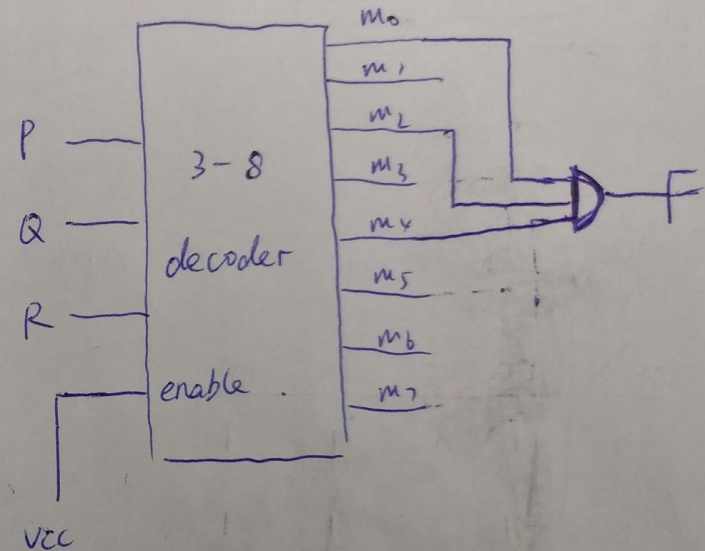 m₀
m₁
m₂
P
3-8
m₃
F
Q
m₄
decoder
m₅
R
m₆
enable
m₇
VCC